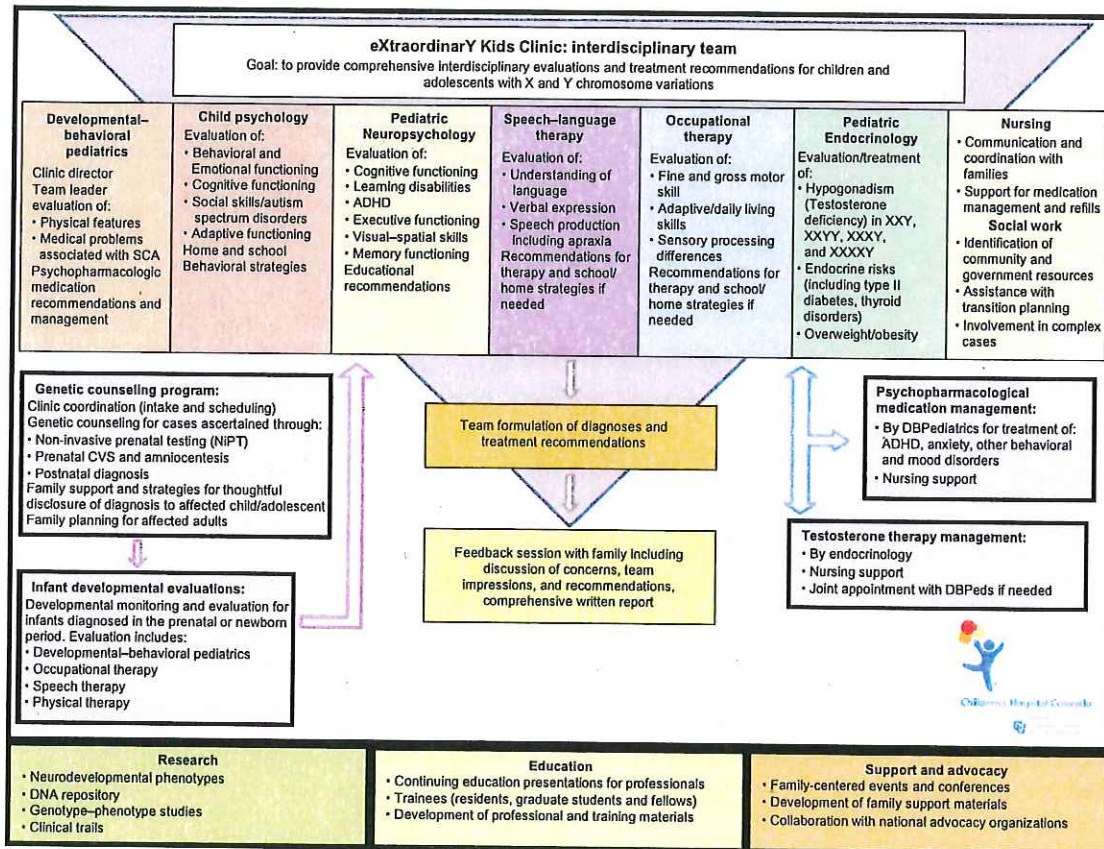 eXtraordinarY Kids Clinic: interdisciplinary team
Goal: to provide comprehensive interdisciplinary evaluations and treatment recommendations for children and
adolescents with X and Y chromosome variations
Developmental–
behavioral
pediatrics
Clinic director
Team leader
evaluation of:
• Physical features
• Medical problems
associated with SCA
Psychopharmacologic
medication
recommendations and
management
Child psychology
Evaluation of:
• Behavioral and
Emotional functioning
• Cognitive functioning
• Social skills/autism
spectrum disorders
• Adaptive functioning
Home and school
Behavioral strategies
Pediatric
Neuropsychology
Evaluation of:
• Cognitive functioning
• Learning disabilities
• ADHD
• Executive functioning
• Visual–spatial skills
• Memory functioning
Educational
recommendations
Speech–language
therapy
Evaluation of:
• Understanding of
language
• Verbal expression
• Speech production
including apraxia
Recommendations for
therapy and school/
home strategies if
needed
Occupational
therapy
Evaluation of:
• Fine and gross motor
skill
• Adaptive/daily living
skills
• Sensory processing
differences
Recommendations for
therapy and school/
home strategies if
needed
Pediatric
Endocrinology
Evaluation/treatment
of:
• Hypogonadism
(Testosterone
deficiency) in XXY,
XXYY, XXXY,
and XXXXY
• Endocrine risks
(including type II
diabetes, thyroid
disorders)
• Overweight/obesity
Nursing
• Communication and
coordination with
families
• Support for medication
management and refills
Social work
• Identification of
community and
government resources
• Assistance with
transition planning
• Involvement in complex
cases
Genetic counseling program:
Clinic coordination (intake and scheduling)
Genetic counseling for cases ascertained through:
• Non-invasive prenatal testing (NiPT)
• Prenatal CVS and amniocentesis
• Postnatal diagnosis
Family support and strategies for thoughtful
disclosure of diagnosis to affected child/adolescent
Family planning for affected adults
Infant developmental evaluations:
Developmental monitoring and evaluation for
infants diagnosed in the prenatal or newborn
period. Evaluation includes:
• Developmental–behavioral pediatrics
• Occupational therapy
• Speech therapy
• Physical therapy
Team formulation of diagnoses and
treatment recommendations
Feedback session with family including
discussion of concerns, team
impressions, and recommendations,
comprehensive written report
Psychopharmacological
medication management:
• By DBPediatrics for treatment of:
ADHD, anxiety, other behavioral
and mood disorders
• Nursing support
Testosterone therapy management:
• By endocrinology
• Nursing support
• Joint appointment with DBPeds if needed
Children's Hospital Colorado
Research
• Neurodevelopmental phenotypes
• DNA repository
• Genotype–phenotype studies
• Clinical trails
Education
• Continuing education presentations for professionals
• Trainees (residents, graduate students and fellows)
• Development of professional and training materials
Support and advocacy
• Family-centered events and conferences
• Development of family support materials
• Collaboration with national advocacy organizations